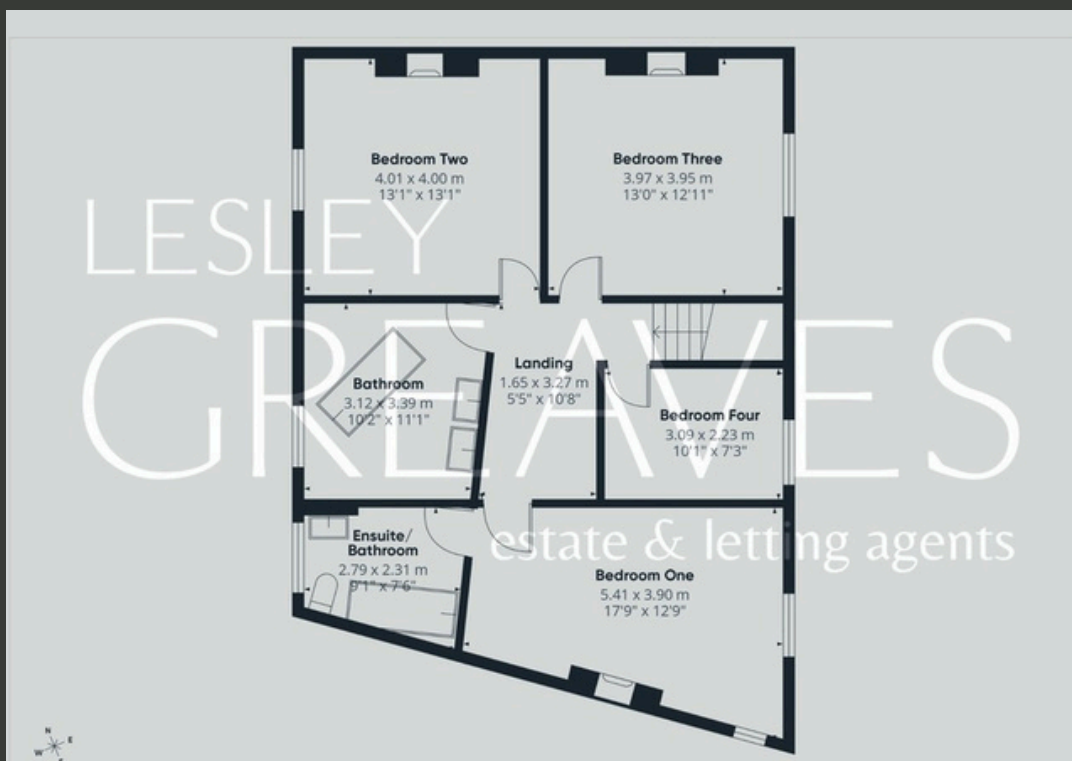 Bedroom Two
4.01 x 4.00 m
13'1" x 13'1"
Bedroom Three
3.97 x 3.95 m
13'0" x 12'11"
LESLEY
GREAVES
estate & letting agents
Bathroom
3.12 x 3.39 m
10'2" x 11'1"
Landing
1.65 x 3.27 m
5'5" x 10'8"
Bedroom Four
3.09 x 2.23 m
10'1" x 7'3"
Ensuite/
Bathroom
2.79 x 2.31 m
9'1" x 7'6"
Bedroom One
5.41 x 3.90 m
17'9" x 12'9"
N
W E